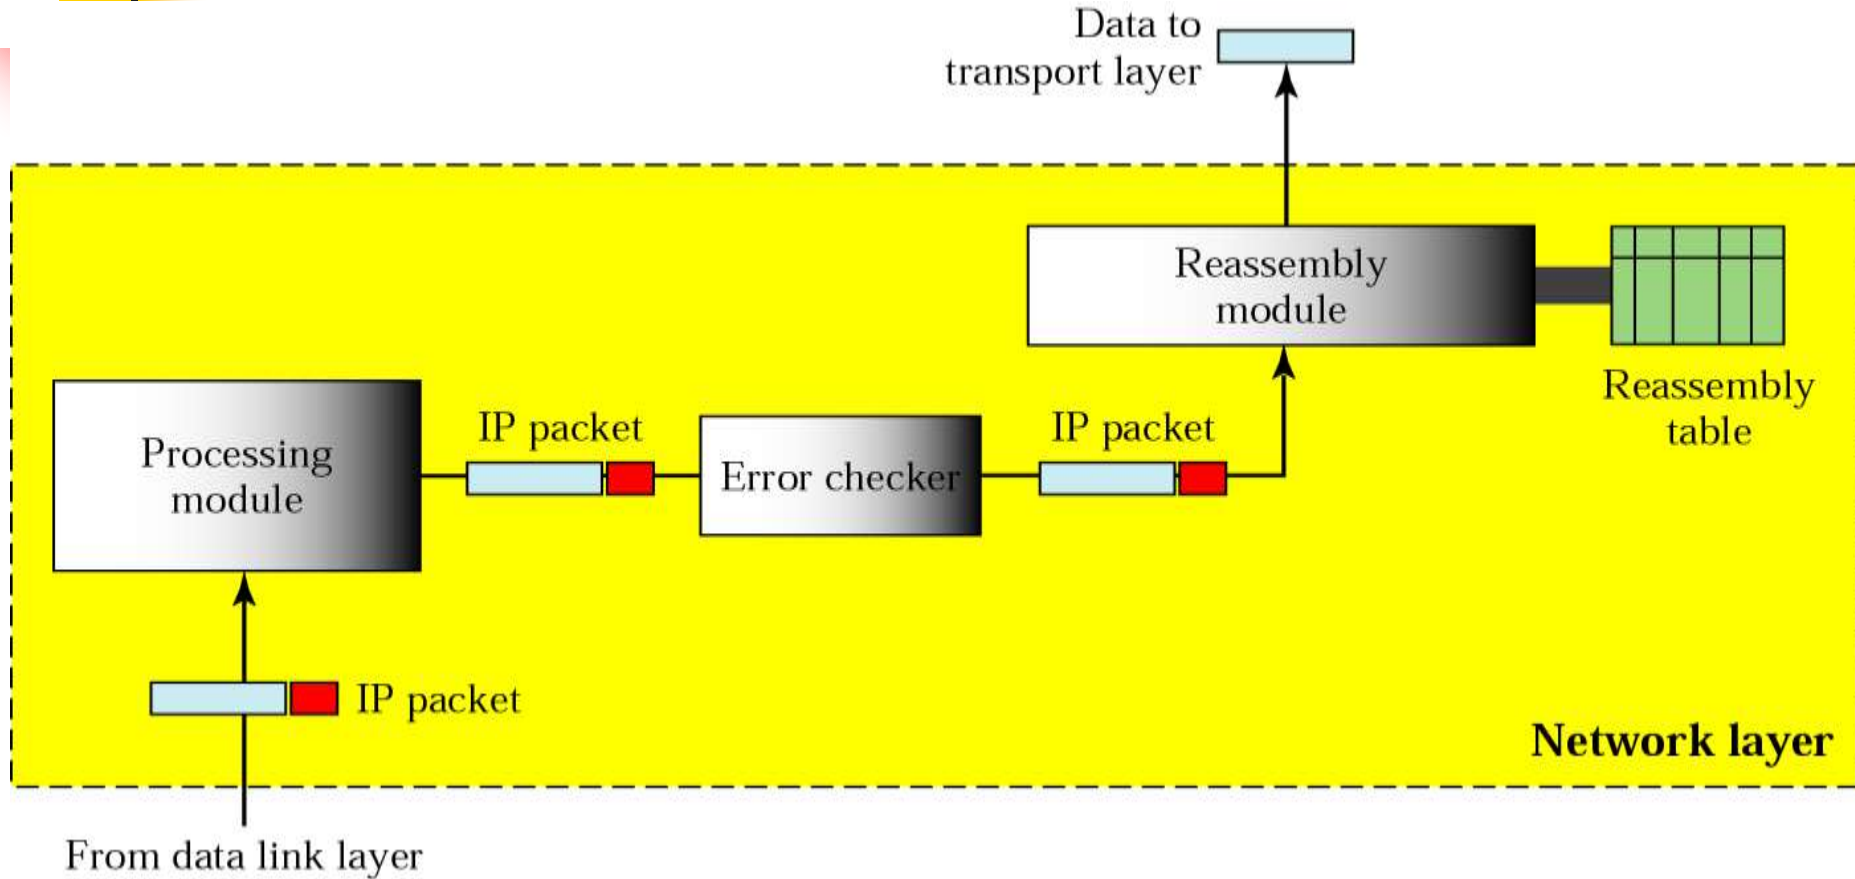 Data to
transport layer
Reassembly
module
Reassembly
table
Processing
module
IP packet
Error checker
IP packet
IP packet
Network layer
From data link layer